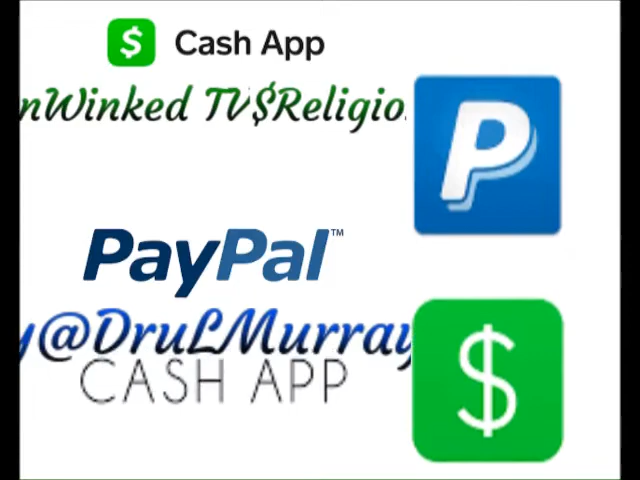 $ Cash App
nWinked TV$Religio
P
PayPal™
y@DruLMurray
CASH APP
$